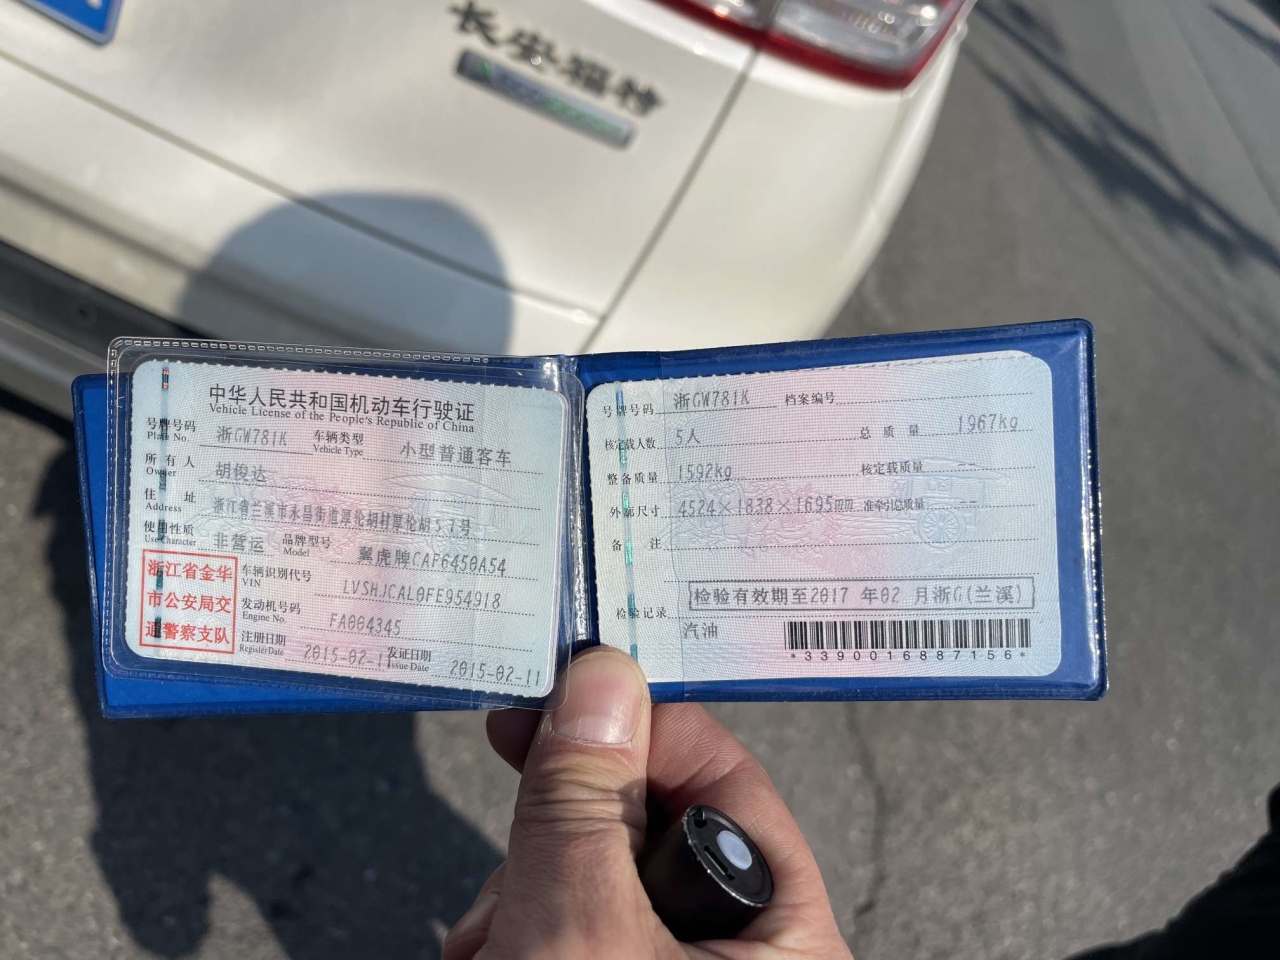 长安福特
中华人民共和国机动车行驶证
Vehicle License of the People's Republic of China
号牌号码 浙GW781K 车辆类型 小型普通客车
Plate No. Vehicle Type
所有人 胡俊达
Owner
住址 浙江省兰溪市永昌街道厚伦胡村厚伦胡57号
Address
使用性质 非营运 品牌型号 翼虎牌CAF6450A54
Use Character Model
浙江省金华
市公安局交
通警察支队
车辆识别代号 LVSHJCAL0FE954918
VIN
发动机号码 FA004345
Engine No.
注册日期 2015-02-11 发证日期 2015-02-11
Register Date Issue Date
号牌号码 浙GW781K 档案编号
核定载人数 5人 总质量 1967kg
整备质量 1592kg 核定载质量 --
外廓尺寸 4524×1838×1695mm 准牵引总质量 --
备注
检验有效期至2017 年02 月浙G(兰溪)
检验记录
汽油
*3390016887156*